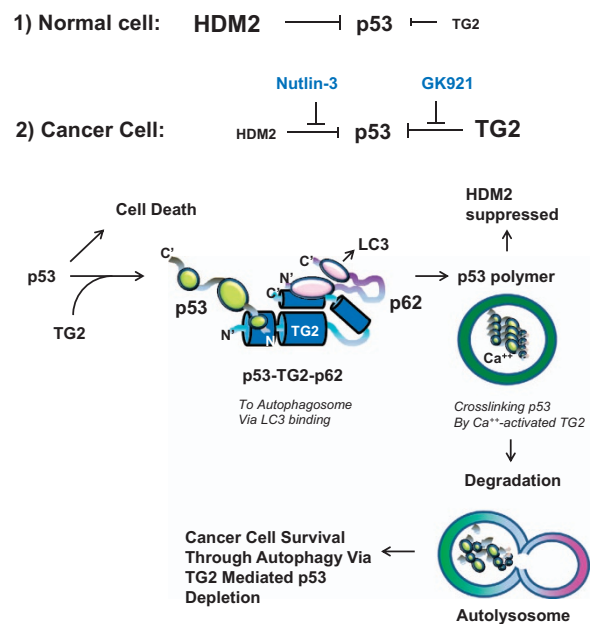 1) Normal cell: HDM2 p53 TG2
Nutlin-3 GK921
2) Cancer Cell: HDM2 p53 TG2
HDM2
suppressed
Cell Death
C' LC3
C'
p53 p53 N' p62 p53 polymer
C'
TG2 N' N' TG2 Ca⁺⁺
p53-TG2-p62
To Autophagosome
Via LC3 binding
Crosslinking p53
By Ca⁺⁺-activated TG2
Degradation
Cancer Cell Survival
Through Autophagy Via
TG2 Mediated p53
Depletion
Autolysosome